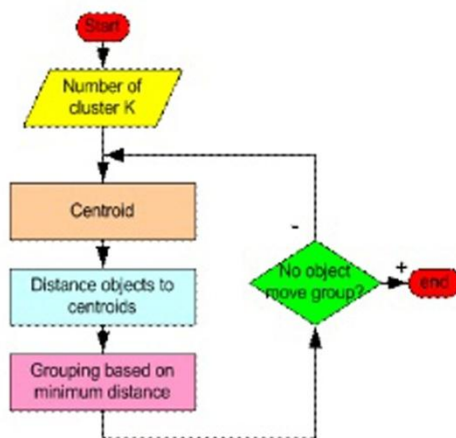 Start
Number of
cluster K
Centroid
Distance objects to
centroids
Grouping based on
minimum distance
-
No object
move group?
+
end